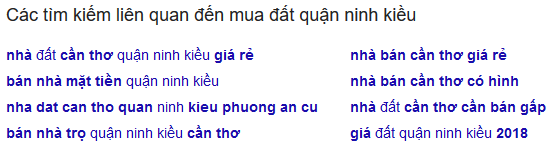 Các tìm kiếm liên quan đến mua đất quận ninh kiều
nhà đất cần thơ quận ninh kiều giá rẻ
bán nhà mặt tiền quận ninh kiều
nha dat can tho quan ninh kieu phuong an cu
bán nhà trọ quận ninh kiều cần thơ
nhà bán cần thơ giá rẻ
nhà bán cần thơ có hình
nhà đất cần thơ cần bán gấp
giá đất quận ninh kiều 2018